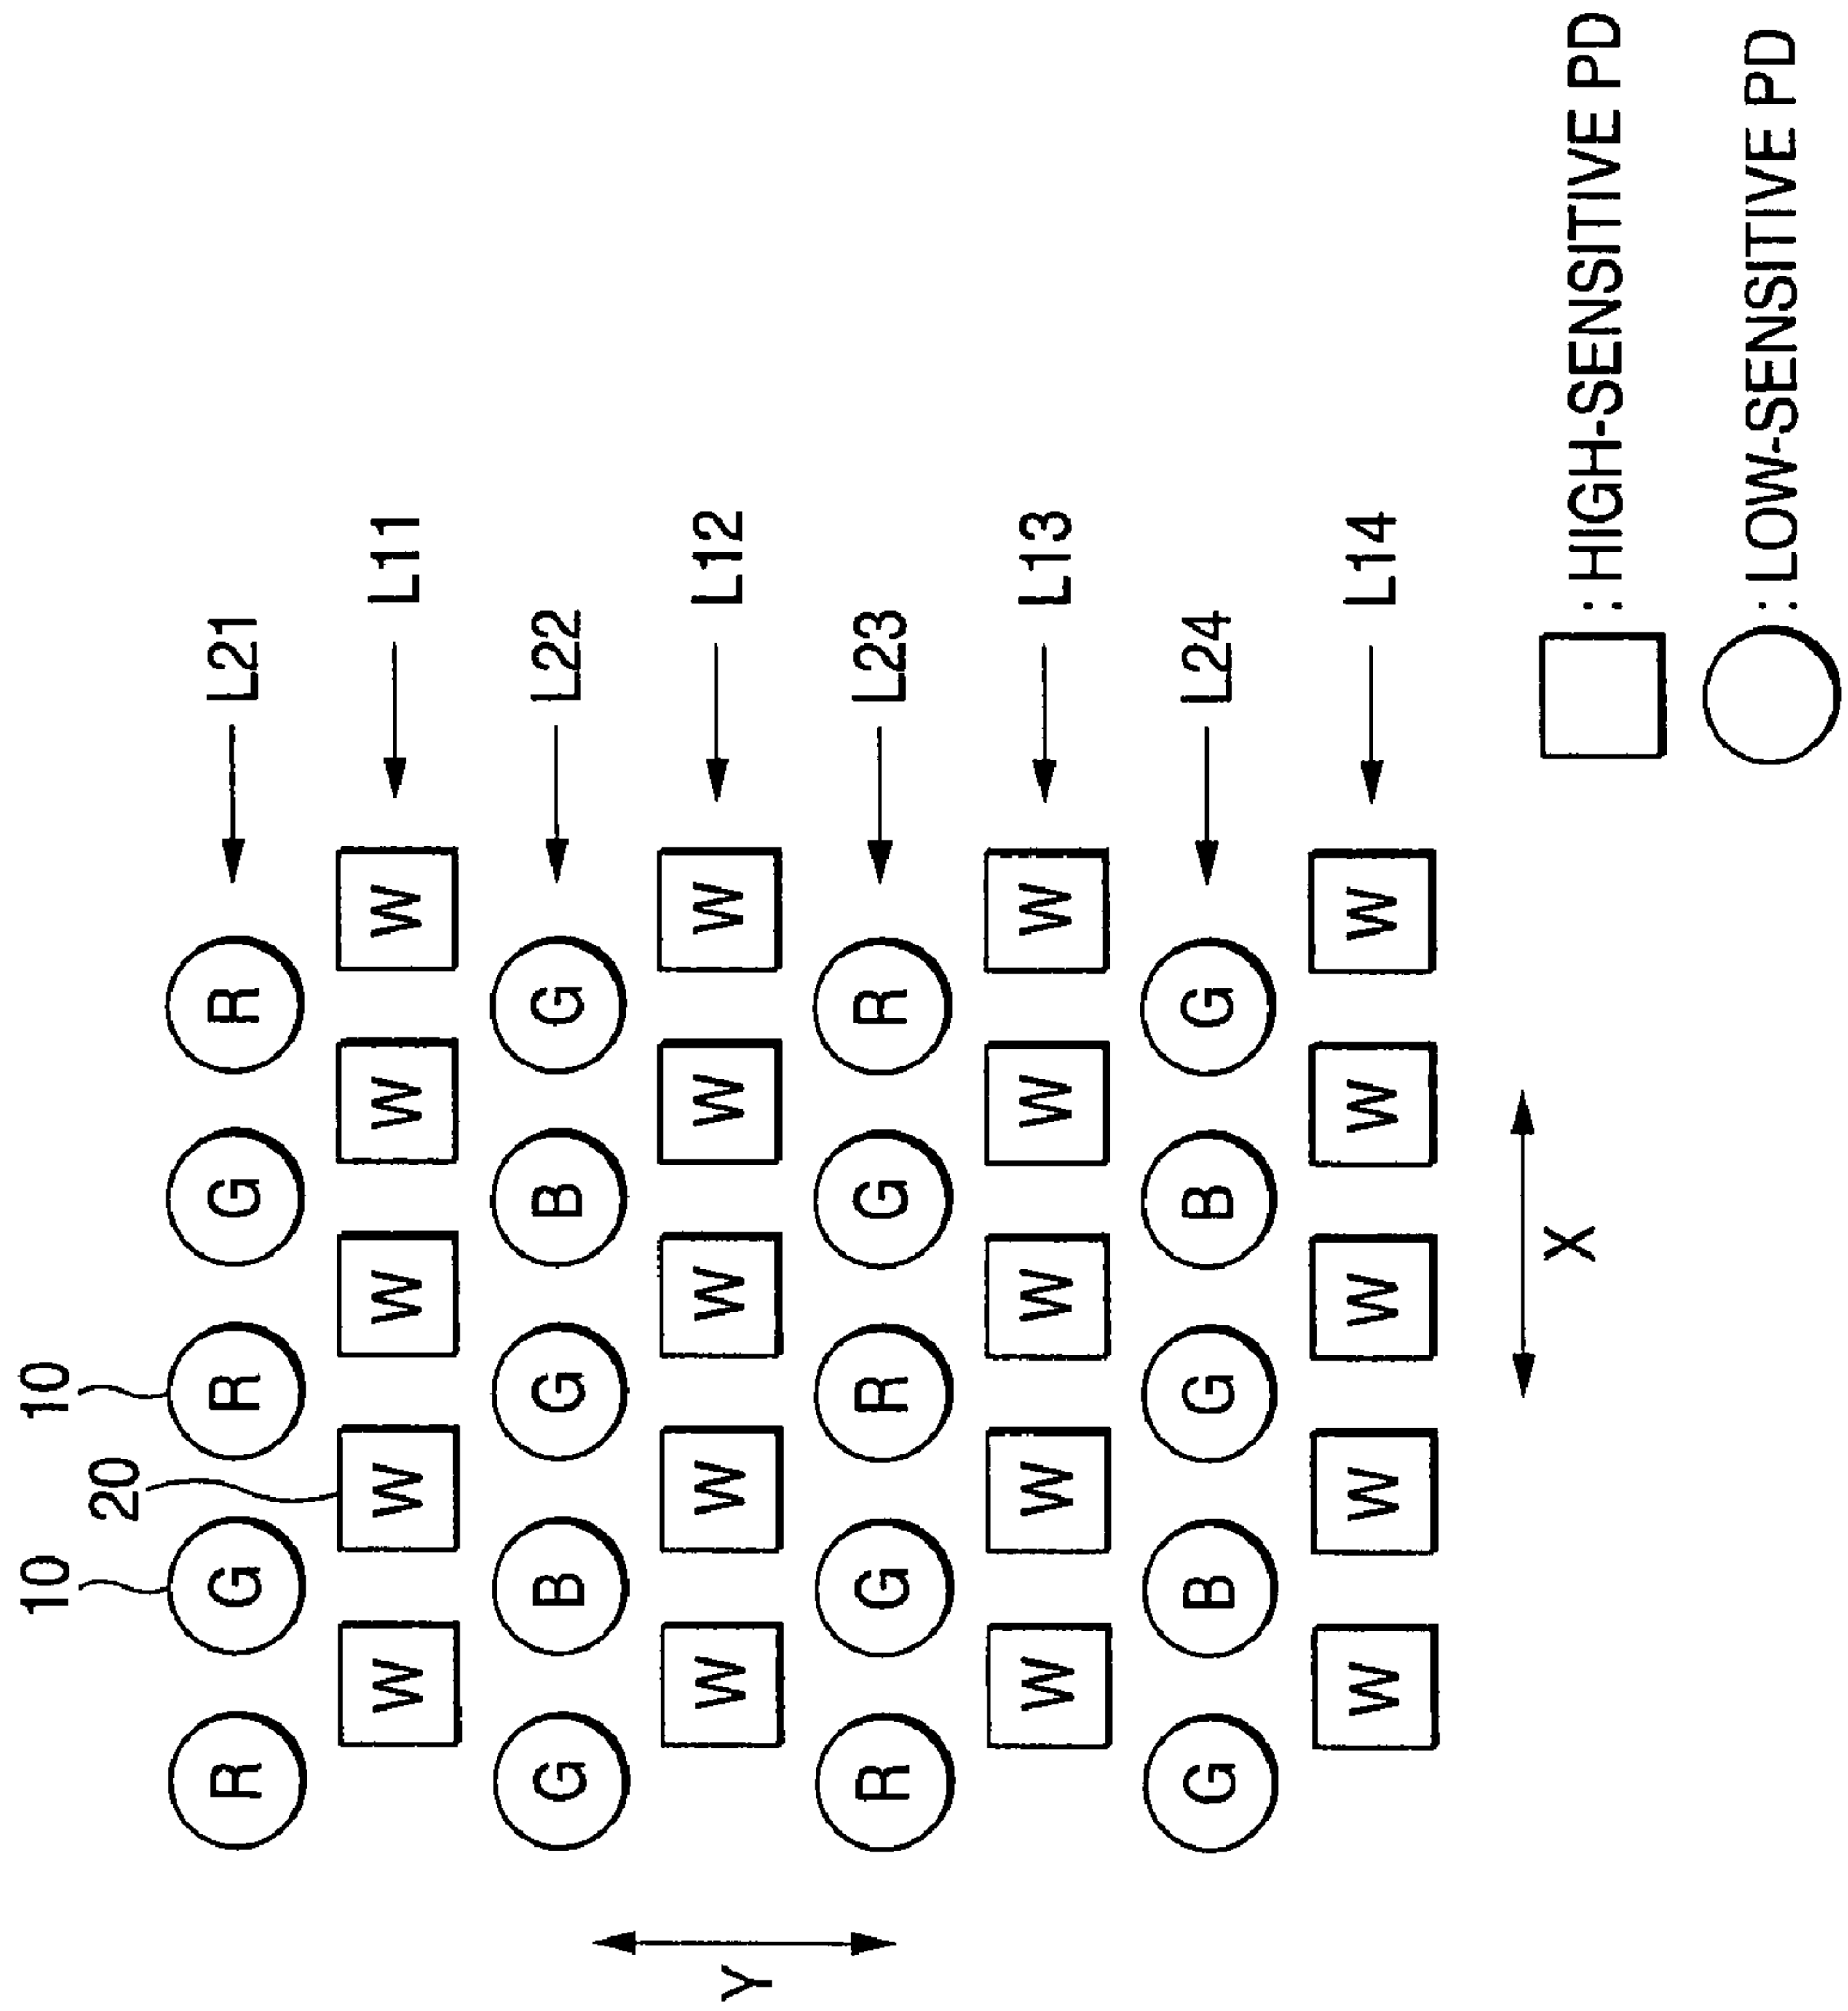 10 10
20
R G R G R L21
W W W W W L11
G B G B G L22
Y
W W W W W L12
R G R G R L23
W W W W W L13
G B G B G L24
W W W W W L14
X
: HIGH-SENSITIVE PD
: LOW-SENSITIVE PD